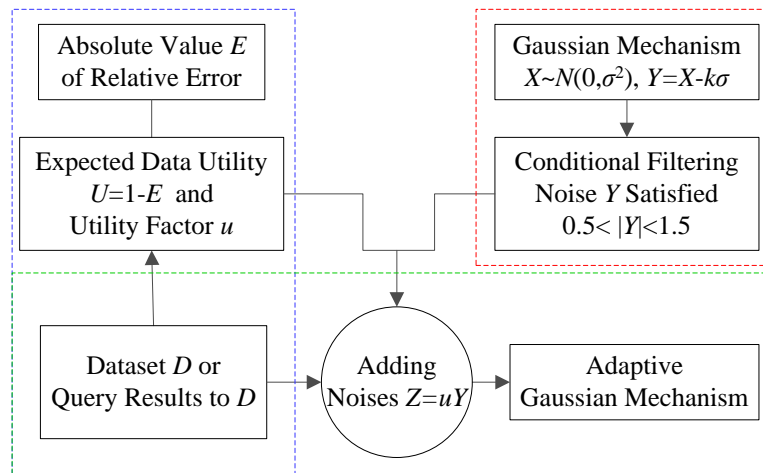 Absolute Value E
of Relative Error
Gaussian Mechanism
X~N(0,σ²), Y=X-kσ
Expected Data Utility
U=1-E and
Utility Factor u
Conditional Filtering
Noise Y Satisfied
0.5< |Y|<1.5
Dataset D or
Query Results to D
Adding
Noises Z=uY
Adaptive
Gaussian Mechanism